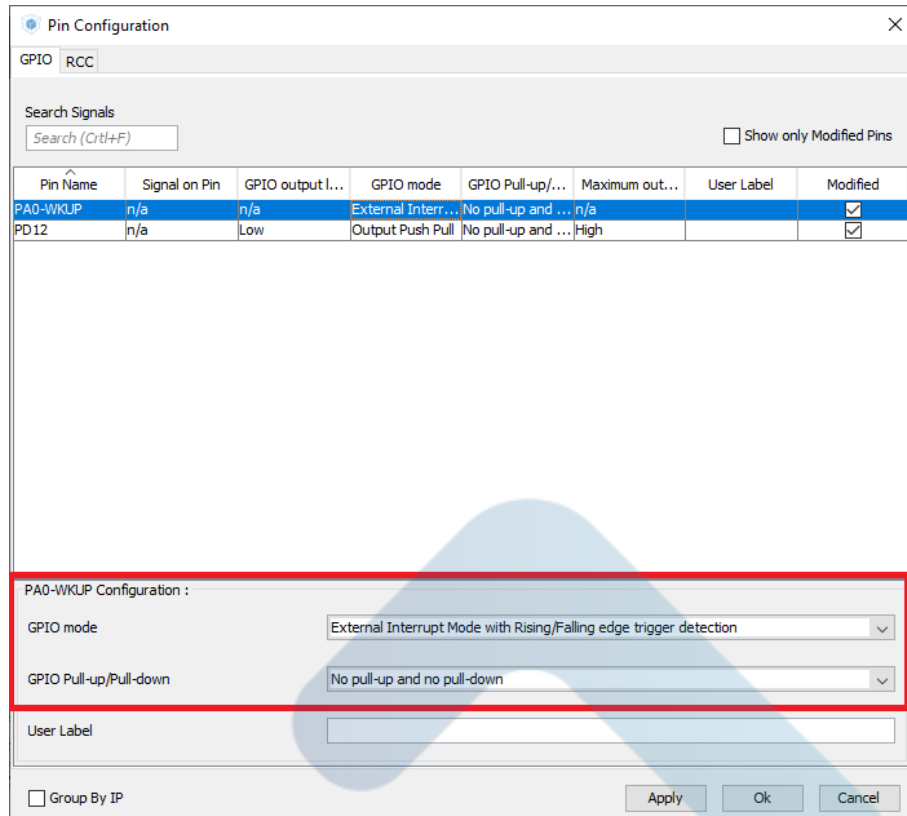 Pin Configuration
GPIO RCC
Search Signals
Search (Crtl+F)
Show only Modified Pins
Pin Name Signal on Pin GPIO output l... GPIO mode GPIO Pull-up/... Maximum out... User Label Modified
PA0-WKUP n/a n/a External Interr... No pull-up and ... n/a
PD12 n/a Low Output Push Pull No pull-up and ... High
PA0-WKUP Configuration :
GPIO mode External Interrupt Mode with Rising/Falling edge trigger detection
GPIO Pull-up/Pull-down No pull-up and no pull-down
User Label
Group By IP Apply Ok Cancel